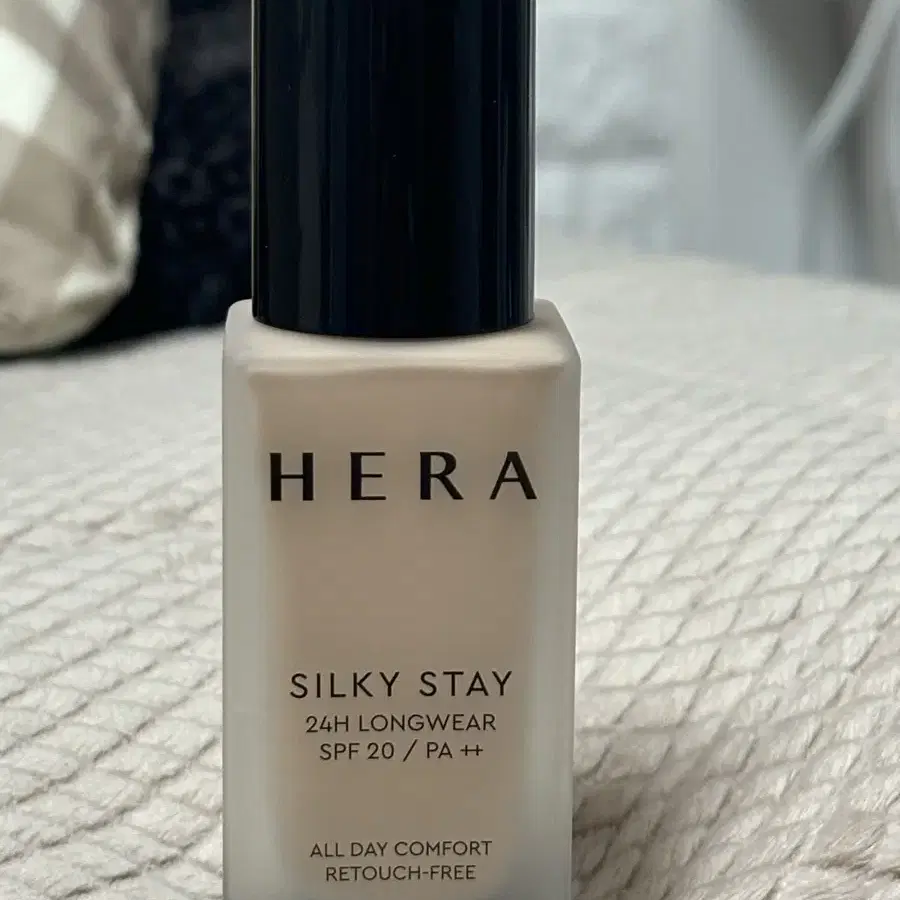 HERA
SILKY STAY
24H LONGWEAR
SPF 20 / PA ++
ALL DAY COMFORT
RETOUCH-FREE